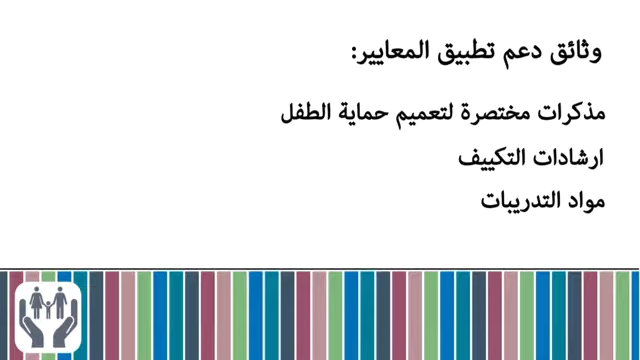 وثائق دعم تطبيق المعايير:
مذكرات مختصرة لتعميم حماية الطفل
ارشادات التكييف
مواد التدريبات